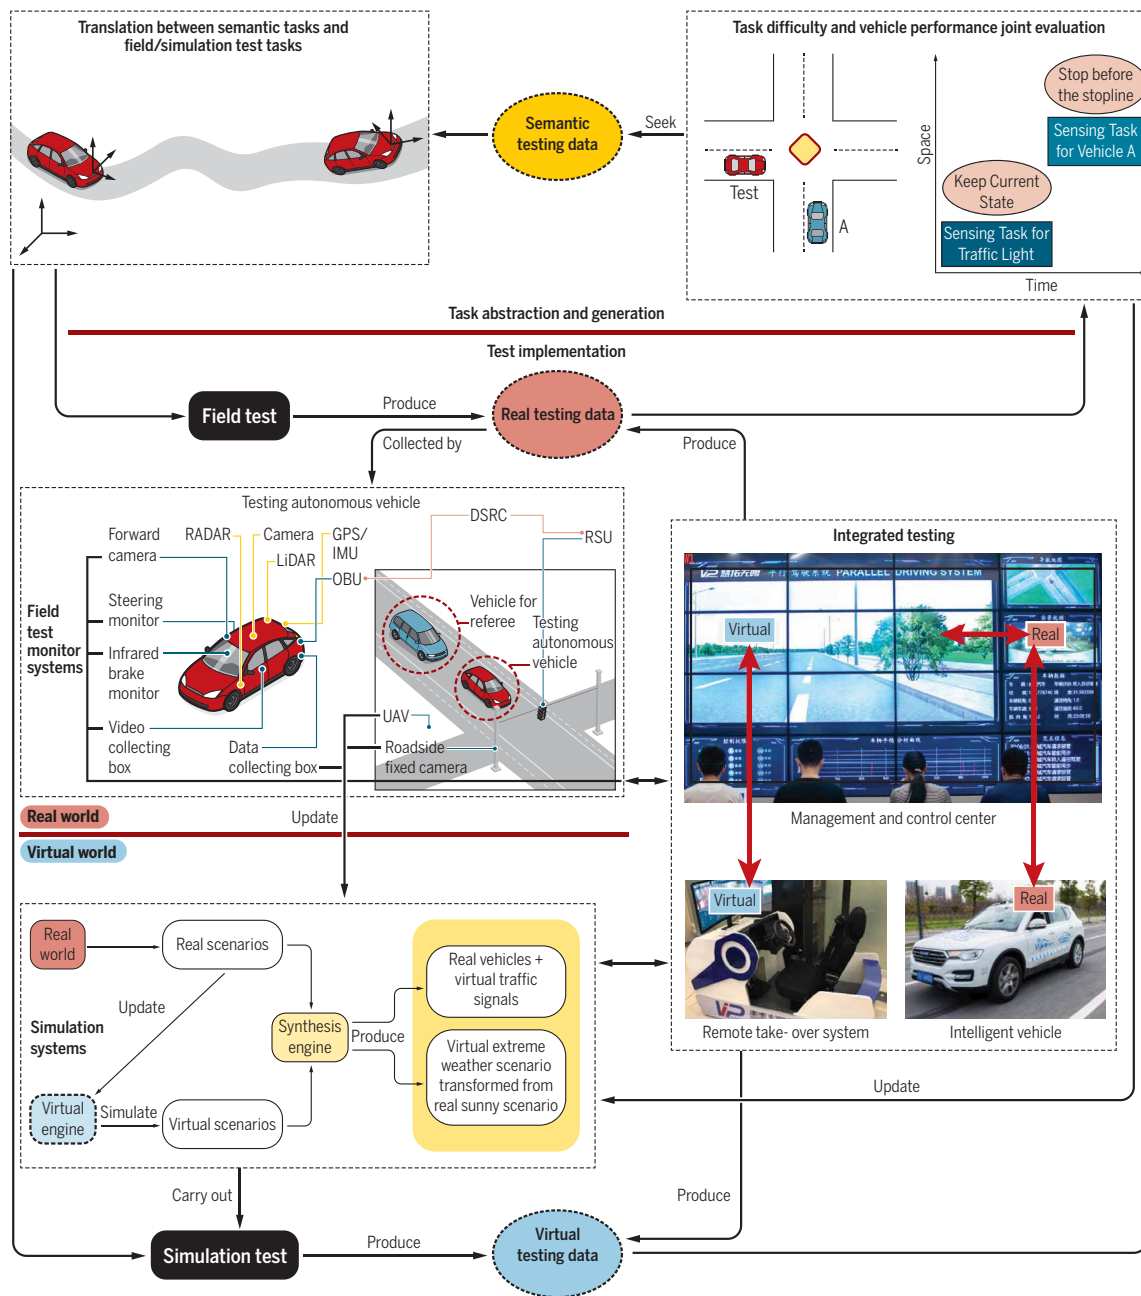 Translation between semantic tasks and
field/simulation test tasks
Semantic
testing data
Seek
Task difficulty and vehicle performance joint evaluation
Test
A
Space
Time
Stop before
the stopline
Sensing Task
for Vehicle A
Keep Current
State
Sensing Task for
Traffic Light
Task abstraction and generation
Test implementation
Field test
Produce
Real testing data
Collected by
Produce
Testing autonomous vehicle
Forward
camera
RADAR
Camera
LiDAR
GPS/
IMU
OBU
DSRC
RSU
Field
test
monitor
systems
Steering
monitor
Infrared
brake
monitor
Video
collecting
box
Data
collecting box
Vehicle for
referee
Testing
autonomous
vehicle
UAV
Roadside
fixed camera
Integrated testing
平行驾驶系统 PARALLEL DRIVING SYSTEM
Virtual
Real
Management and control center
Virtual
Real
Remote take- over system
Intelligent vehicle
Real world
Virtual world
Update
Real
world
Real scenarios
Update
Simulation
systems
Virtual
engine
Simulate
Virtual scenarios
Synthesis
engine
Produce
Real vehicles +
virtual traffic
signals
Virtual extreme
weather scenario
transformed from
real sunny scenario
Update
Carry out
Simulation test
Produce
Virtual
testing data
Produce